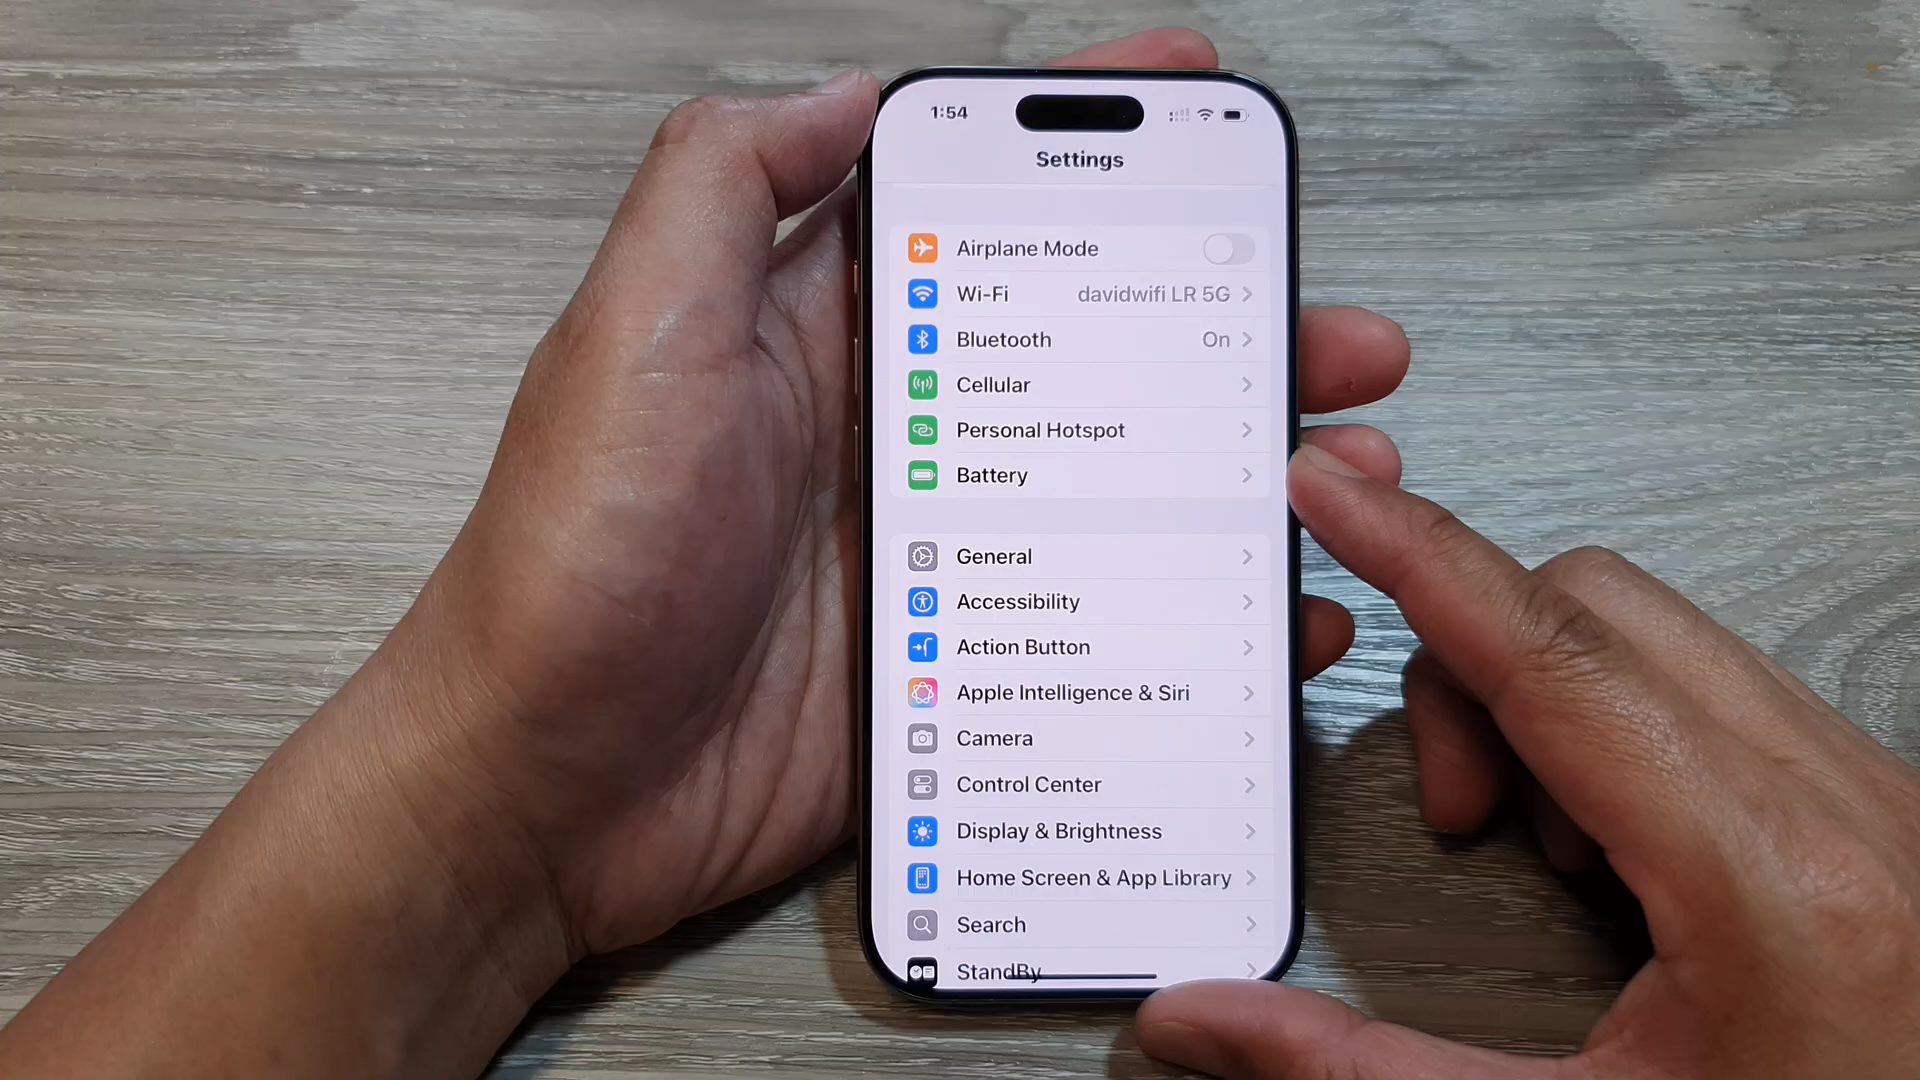 1:54
Settings
Airplane Mode
Wi-Fi davidwifi LR 5G
Bluetooth On
Cellular
Personal Hotspot
Battery
General
Accessibility
Action Button
Apple Intelligence & Siri
Camera
Control Center
Display & Brightness
Home Screen & App Library
Search
StandBy